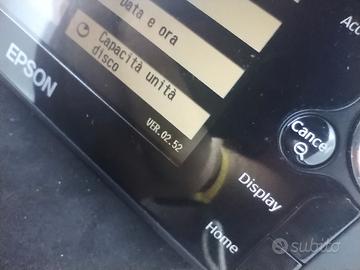 Data e ora
Capacità unità
disco
VER.02.52
EPSON
Cancel
Display
Home
subito